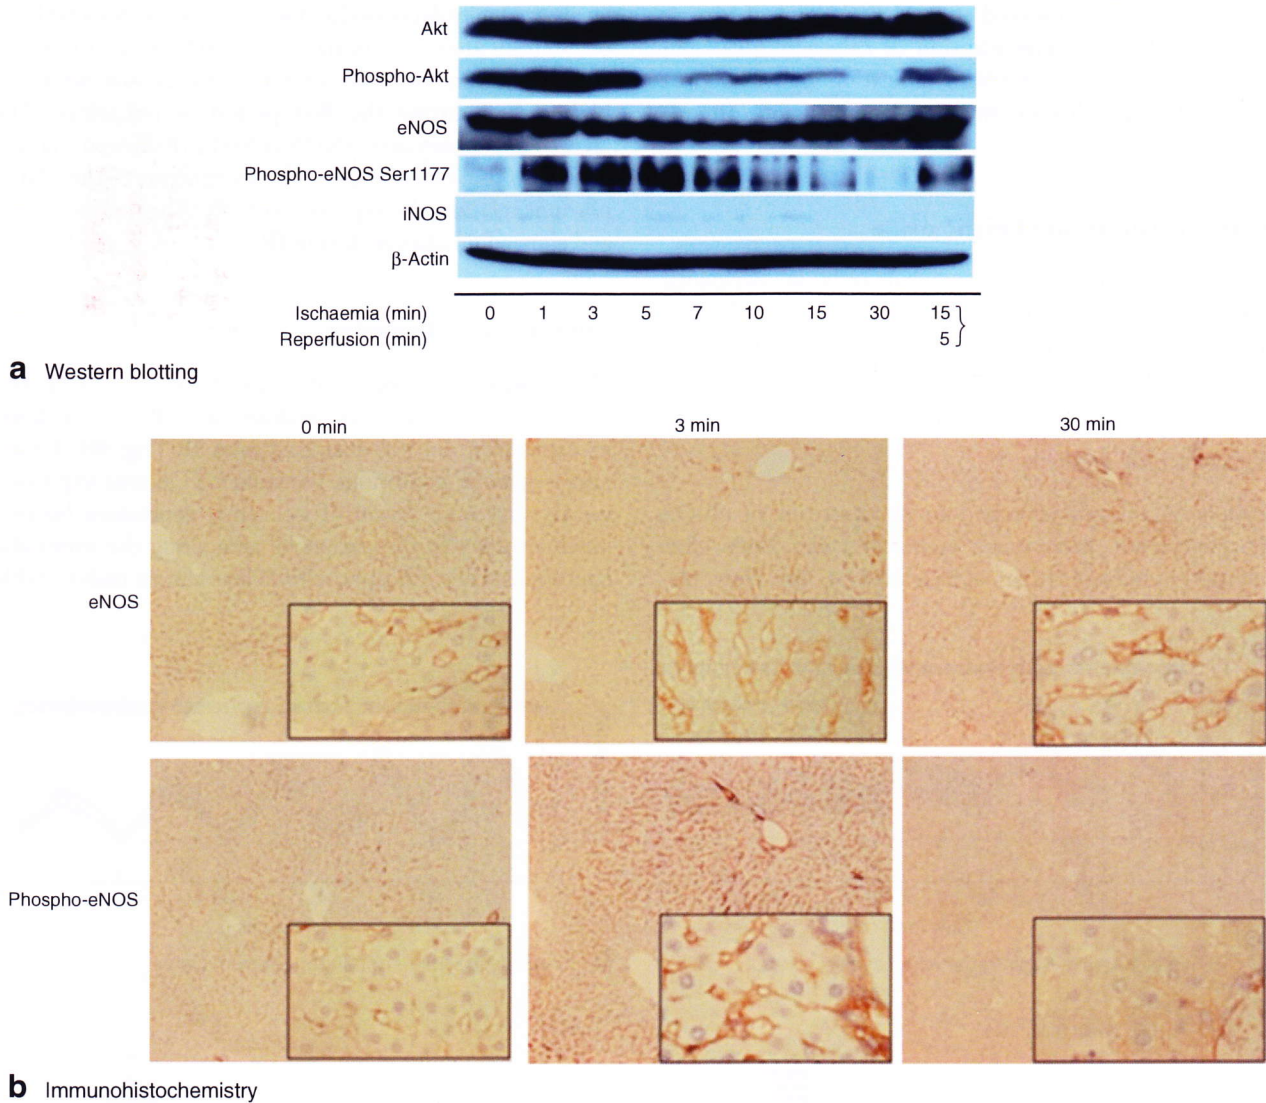 Akt
Phospho-Akt
eNOS
Phospho-eNOS Ser1177
iNOS
β-Actin
Ischaemia (min) 0 1 3 5 7 10 15 30 15
Reperfusion (min) 5
a Western blotting
0 min 3 min 30 min
eNOS
Phospho-eNOS
b Immunohistochemistry